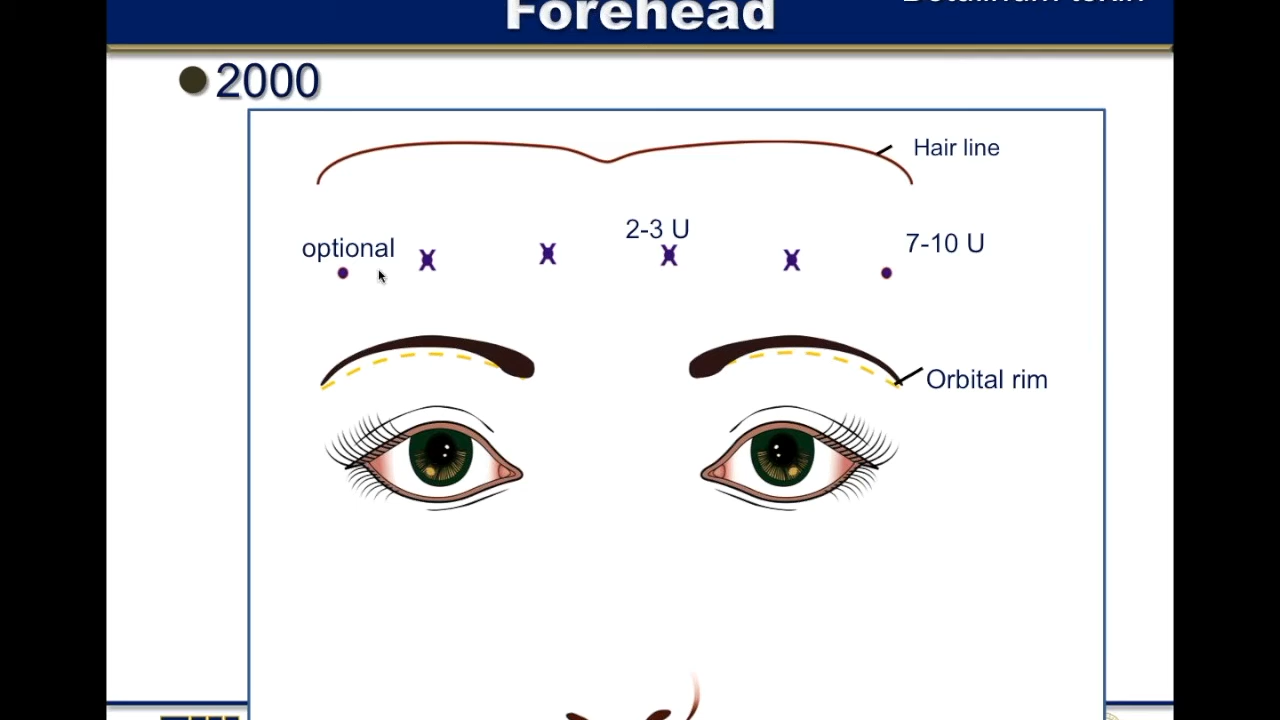 Forehead
2000
Hair line
2-3 U
7-10 U
optional
Orbital rim